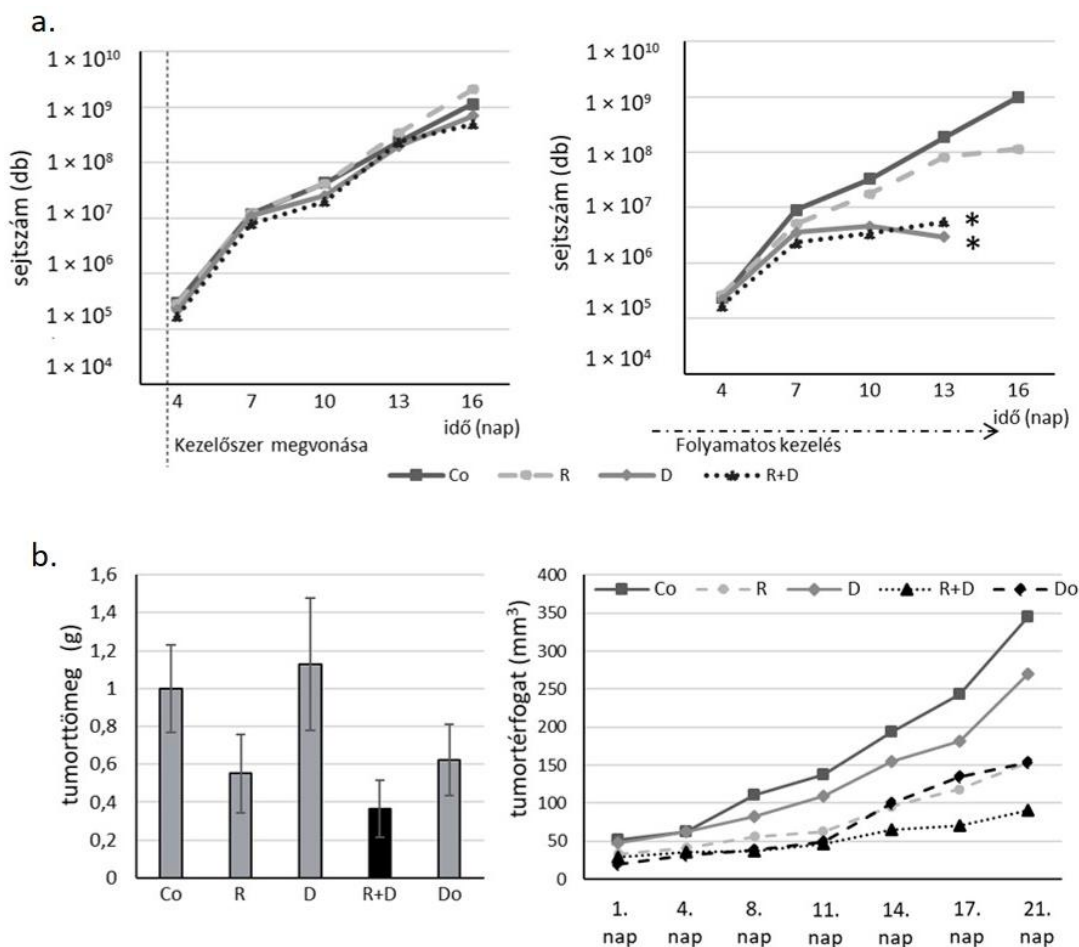 a.
1 × 10¹⁰
1 × 10⁹
1 × 10⁸
1 × 10⁷
1 × 10⁶
1 × 10⁵
1 × 10⁴
sejtszám (db)
4 7 10 13 16
idő (nap)
Kezelőszer megvonása
1 × 10¹⁰
1 × 10⁹
1 × 10⁸
1 × 10⁷
1 × 10⁶
1 × 10⁵
1 × 10⁴
sejtszám (db)
*
*
4 7 10 13 16
idő (nap)
Folyamatos kezelés
Co R D R+D
b.
1,6
1,4
1,2
1
0,8
0,6
0,4
0,2
0
tumorttömeg (g)
Co R D R+D Do
400
350
300
250
200
150
100
50
0
tumortérfogat (mm³)
Co R D R+D Do
1. 4. 8. 11. 14. 17. 21.
nap nap nap nap nap nap nap